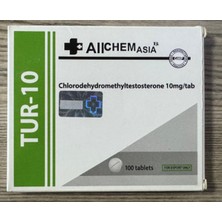 TUR-10
AllCHEMASIA
Chlorodehydromethyltestosterone 10mg/tab
100 tablets